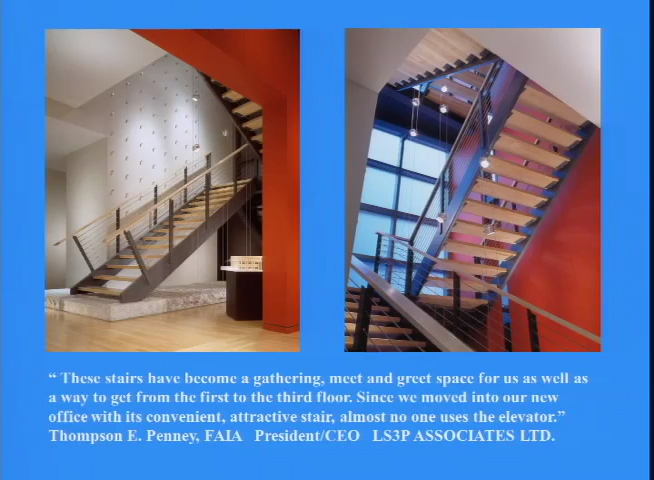 “ These stairs have become a gathering, meet and greet space for us as well as
a way to get from the first to the third floor. Since we moved into our new
office with its convenient, attractive stair, almost no one uses the elevator.”
Thompson E. Penney, FAIA President/CEO LS3P ASSOCIATES LTD.